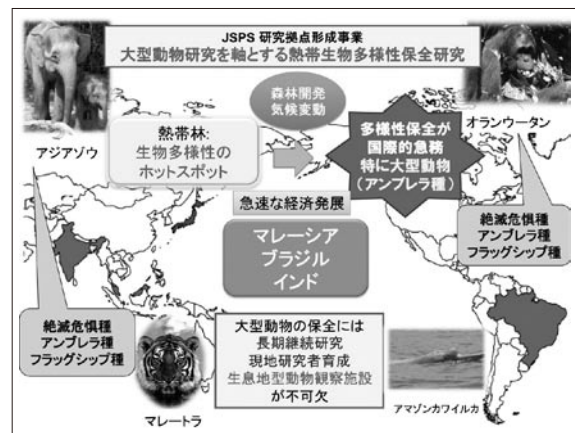 JSPS 研究拠点形成事業
大型動物研究を軸とする熱帯生物多様性保全研究
森林開発
気候変動
アジアゾウ
熱帯林:
生物多様性の
ホットスポット
多様性保全が
国際的急務
特に大型動物
（アンブレラ種）
オランウータン
急速な経済発展
マレーシア
ブラジル
インド
絶滅危惧種
アンブレラ種
フラッグシップ種
絶滅危惧種
アンブレラ種
フラッグシップ種
大型動物の保全には
長期継続研究
現地研究者育成
生息地型動物観察施設
が不可欠
マレートラ
アマゾンカワイルカ